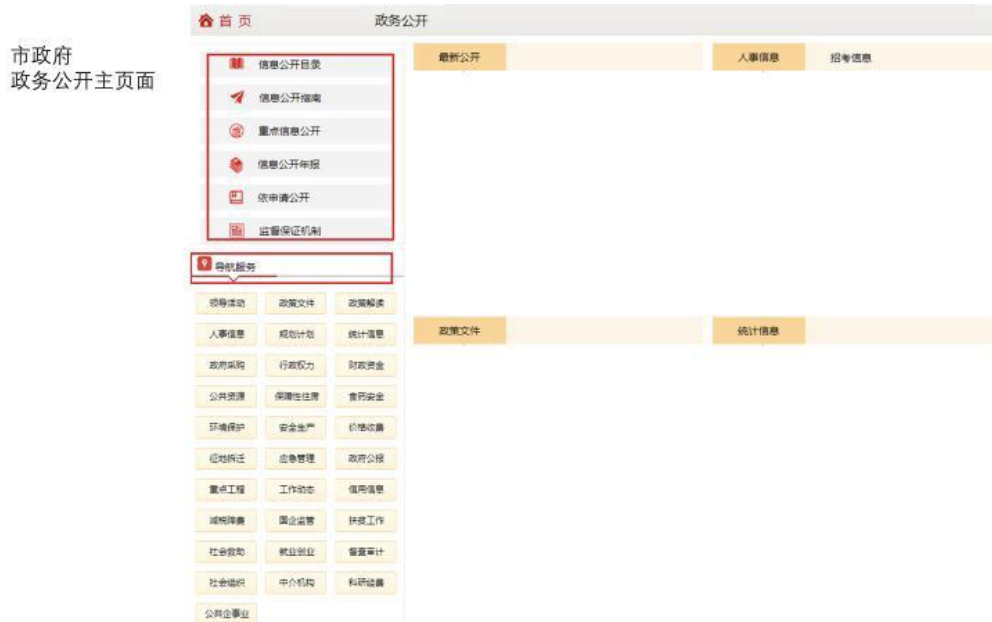 首 页
政务公开
市政府
政务公开主页面
信息公开目录
信息公开指南
重点信息公开
信息公开年报
依申请公开
监督保证机制
导航服务
领导活动 政策文件 政策解读
人事信息 规划计划 统计信息
政府采购 行政权力 财政资金
公共资源 保障性住房 食药安全
环境保护 安全生产 价格收费
征地拆迁 应急管理 政府公报
重点工程 工作动态 信用信息
减税降费 国企监管 扶贫工作
社会救助 就业创业 督查审计
社会组织 中介机构 科研经费
公共企事业
最新公开
人事信息 招考信息
政策文件
统计信息